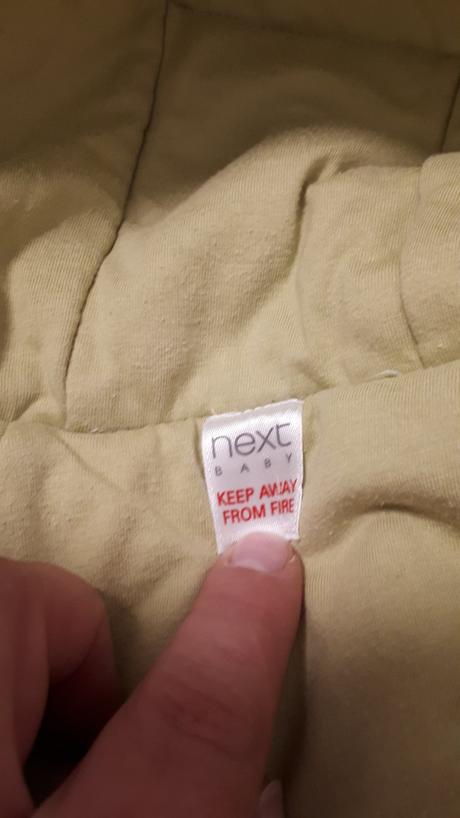 next
BABY
KEEP AWAY
FROM FIRE